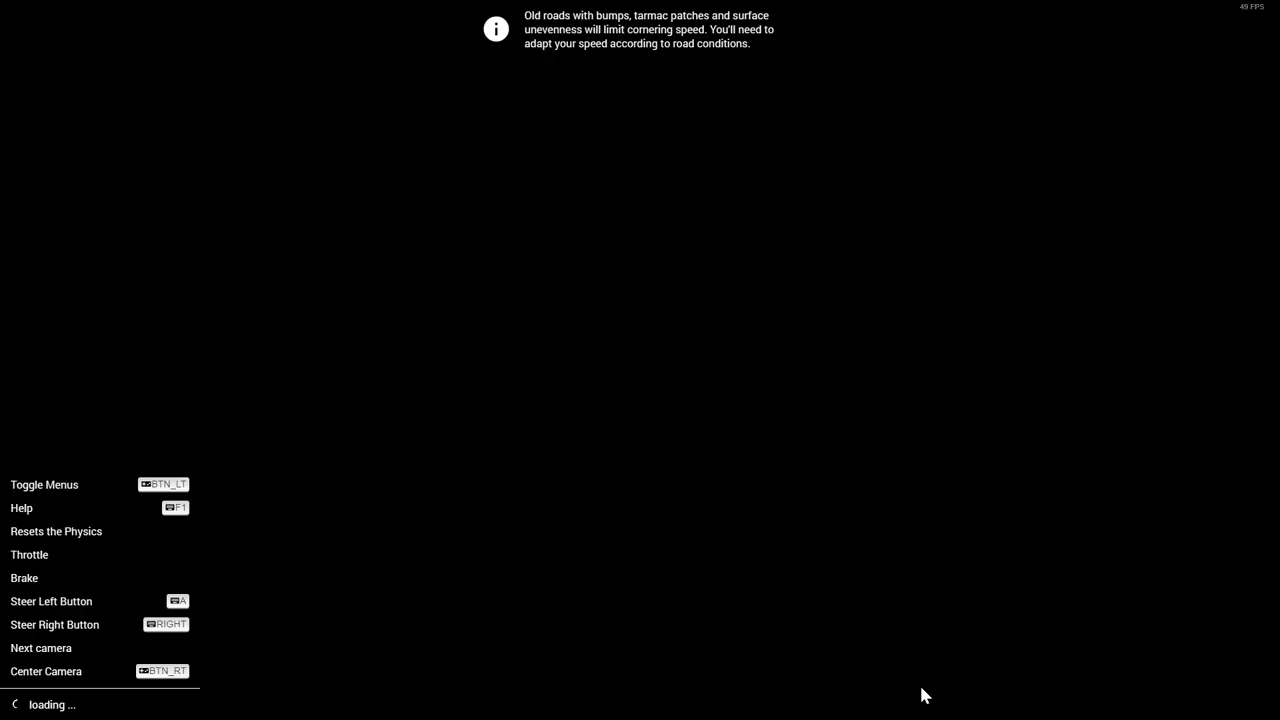 49 FPS
Old roads with bumps, tarmac patches and surface
unevenness will limit cornering speed. You'll need to
adapt your speed according to road conditions.
Toggle Menus BTN_LT
Help F1
Resets the Physics
Throttle
Brake
Steer Left Button A
Steer Right Button RIGHT
Next camera
Center Camera BTN_RT
loading ...